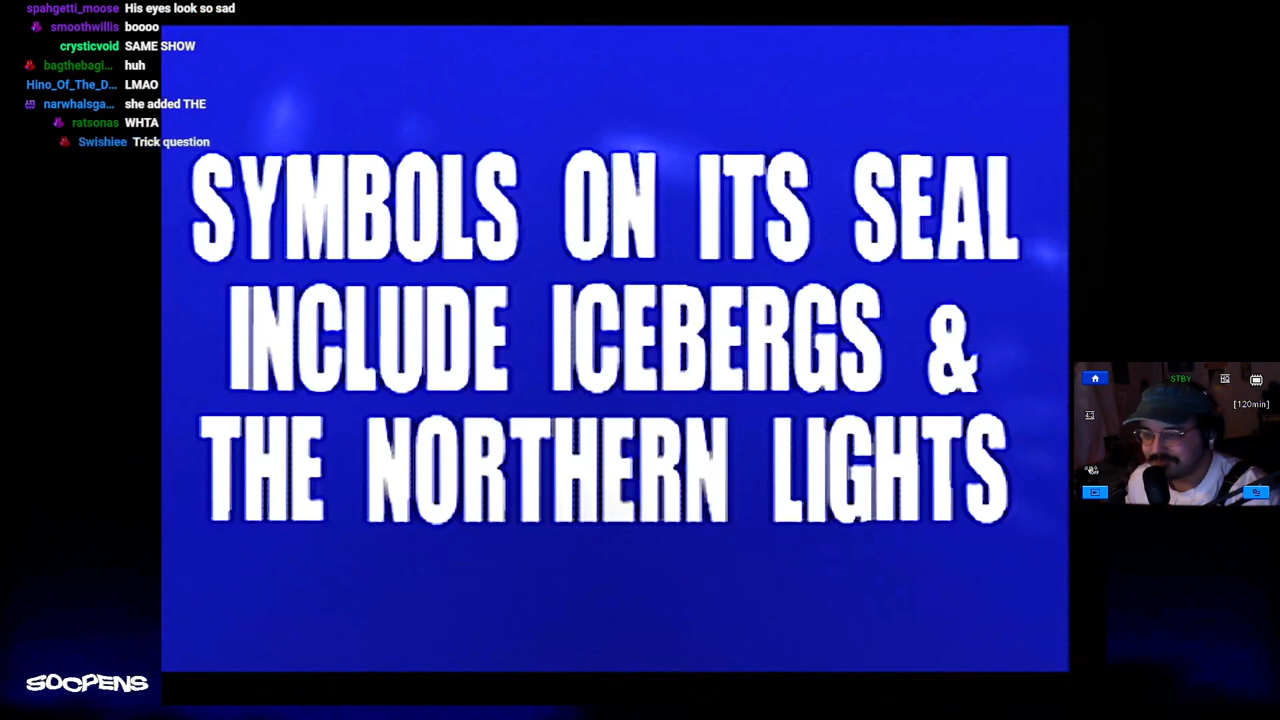 spahgetti_moose His eyes look so sad
smoothwillis boooo
crysticvoid SAME SHOW
bagthebagi... huh
Hino_Of_The_D... LMAO
narwhalsga... she added THE
ratsonas WHTA
Swishiee Trick question
SYMBOLS ON ITS SEAL
INCLUDE ICEBERGS &
THE NORTHERN LIGHTS
STBY
[120min]
SOCPENS